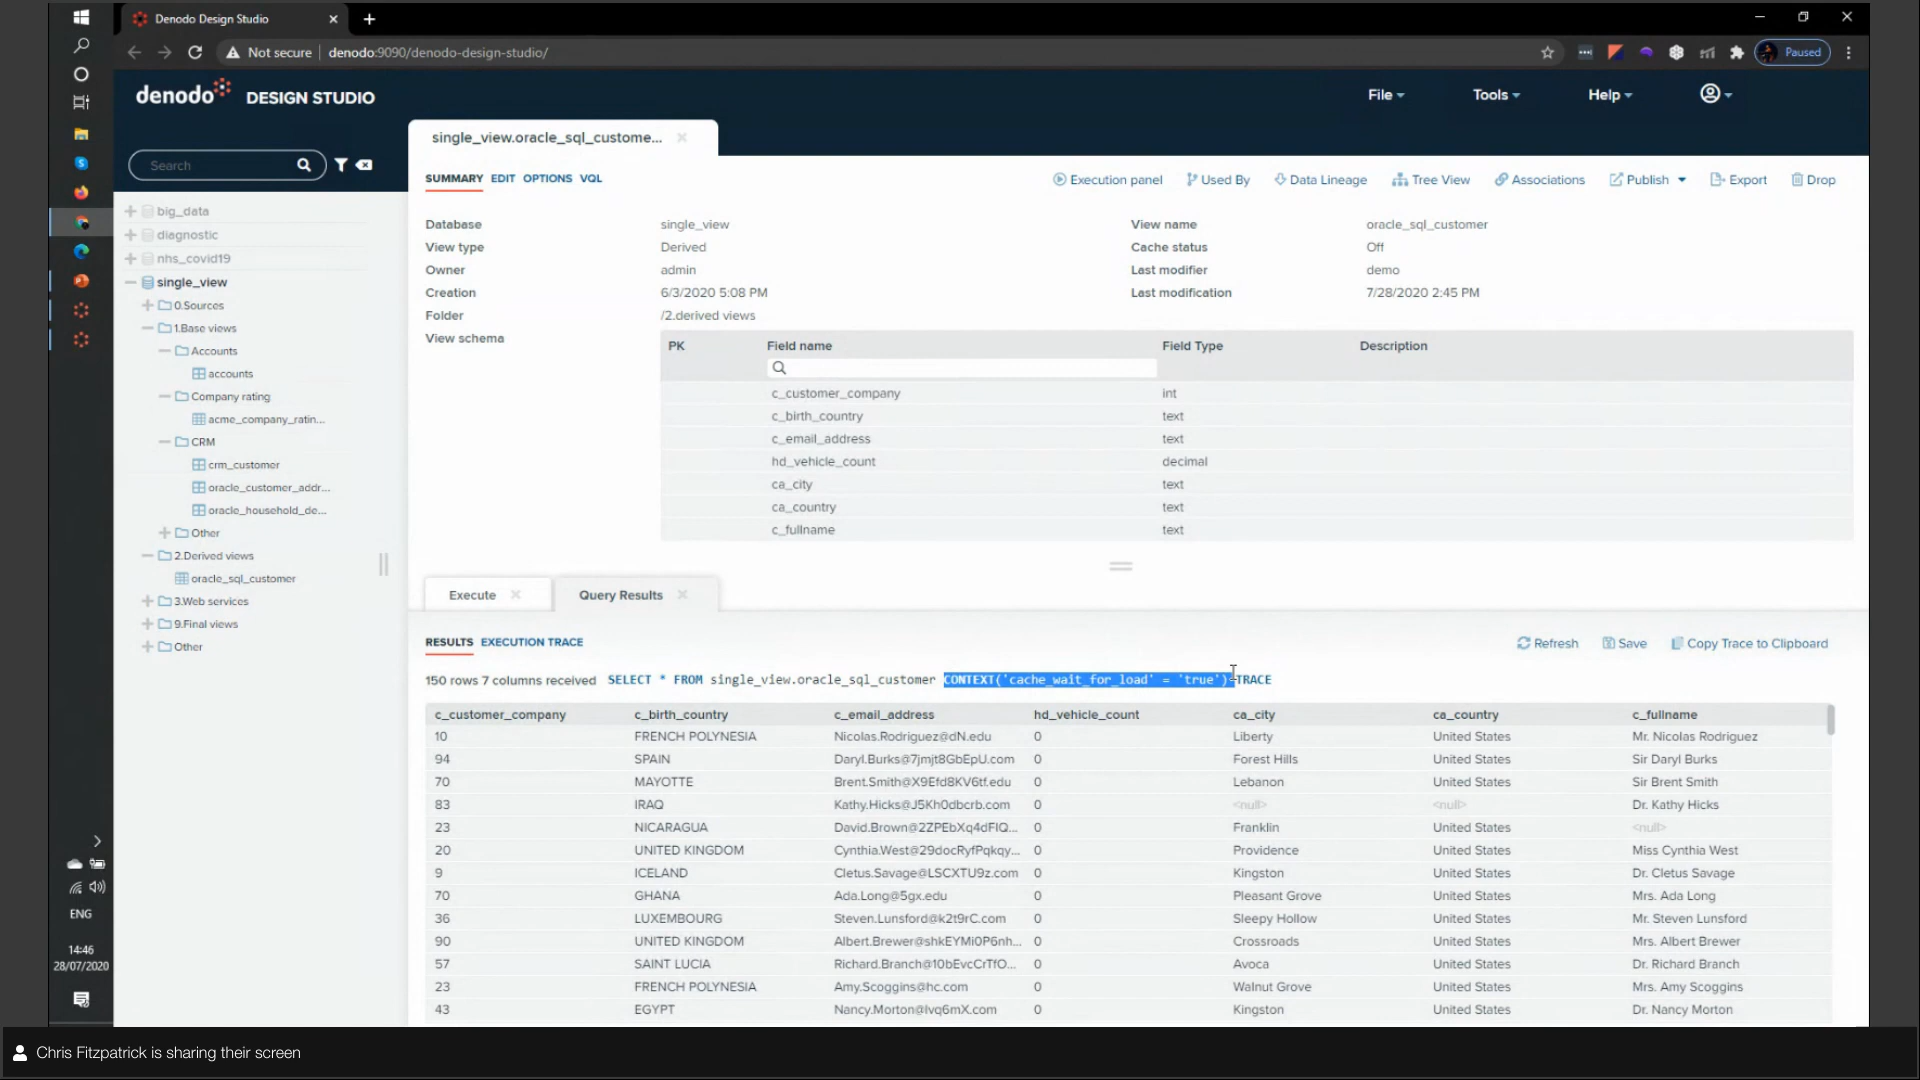 Denodo Design Studio
Not secure | denodo:9090/denodo-design-studio/
Paused
denodo DESIGN STUDIO
File
Tools
Help
single_view.oracle_sql_custome...
Search
SUMMARY EDIT OPTIONS VQL
Execution panel
Used By
Data Lineage
Tree View
Associations
Publish
Export
Drop
big_data
diagnostic
nhs_covid19
single_view
0.Sources
1.Base views
Accounts
accounts
Company rating
acme_company_ratin...
CRM
crm_customer
oracle_customer_addr...
oracle_household_de...
Other
2.Derived views
oracle_sql_customer
3.Web services
9.Final views
Other
Database single_view View name oracle_sql_customer
View type Derived Cache status Off
Owner admin Last modifier demo
Creation 6/3/2020 5:08 PM Last modification 7/28/2020 2:45 PM
Folder /2.derived views
View schema
PK Field name Field Type Description
c_customer_company int
c_birth_country text
c_email_address text
hd_vehicle_count decimal
ca_city text
ca_country text
c_fullname text
Execute
Query Results
RESULTS EXECUTION TRACE
Refresh
Save
Copy Trace to Clipboard
150 rows 7 columns received SELECT * FROM single_view.oracle_sql_customer CONTEXT('cache_wait_for_load' = 'true') TRACE
c_customer_company c_birth_country c_email_address hd_vehicle_count ca_city ca_country c_fullname
10 FRENCH POLYNESIA Nicolas.Rodriguez@dN.edu 0 Liberty United States Mr. Nicolas Rodriguez
94 SPAIN Daryl.Burks@7jmjt8GbEpU.com 0 Forest Hills United States Sir Daryl Burks
70 MAYOTTE Brent.Smith@X9Efd8KV6tf.edu 0 Lebanon United States Sir Brent Smith
83 IRAQ Kathy.Hicks@J5Kh0dbcrb.com 0 <null> <null> Dr. Kathy Hicks
23 NICARAGUA David.Brown@2ZPEbXq4dFIQ... 0 Franklin United States <null>
20 UNITED KINGDOM Cynthia.West@29docRyfPqkqy... 0 Providence United States Miss Cynthia West
9 ICELAND Cletus.Savage@LSCXTU9z.com 0 Kingston United States Dr. Cletus Savage
70 GHANA Ada.Long@5gx.edu 0 Pleasant Grove United States Mrs. Ada Long
36 LUXEMBOURG Steven.Lunsford@k2t9rC.com 0 Sleepy Hollow United States Mr. Steven Lunsford
90 UNITED KINGDOM Albert.Brewer@shkEYMi0P6nh... 0 Crossroads United States Mrs. Albert Brewer
57 SAINT LUCIA Richard.Branch@10bEvcCrTfO... 0 Avoca United States Dr. Richard Branch
23 FRENCH POLYNESIA Amy.Scoggins@hc.com 0 Walnut Grove United States Mrs. Amy Scoggins
43 EGYPT Nancy.Morton@lvq6mX.com 0 Kingston United States Dr. Nancy Morton
ENG
14:46
28/07/2020
Chris Fitzpatrick is sharing their screen